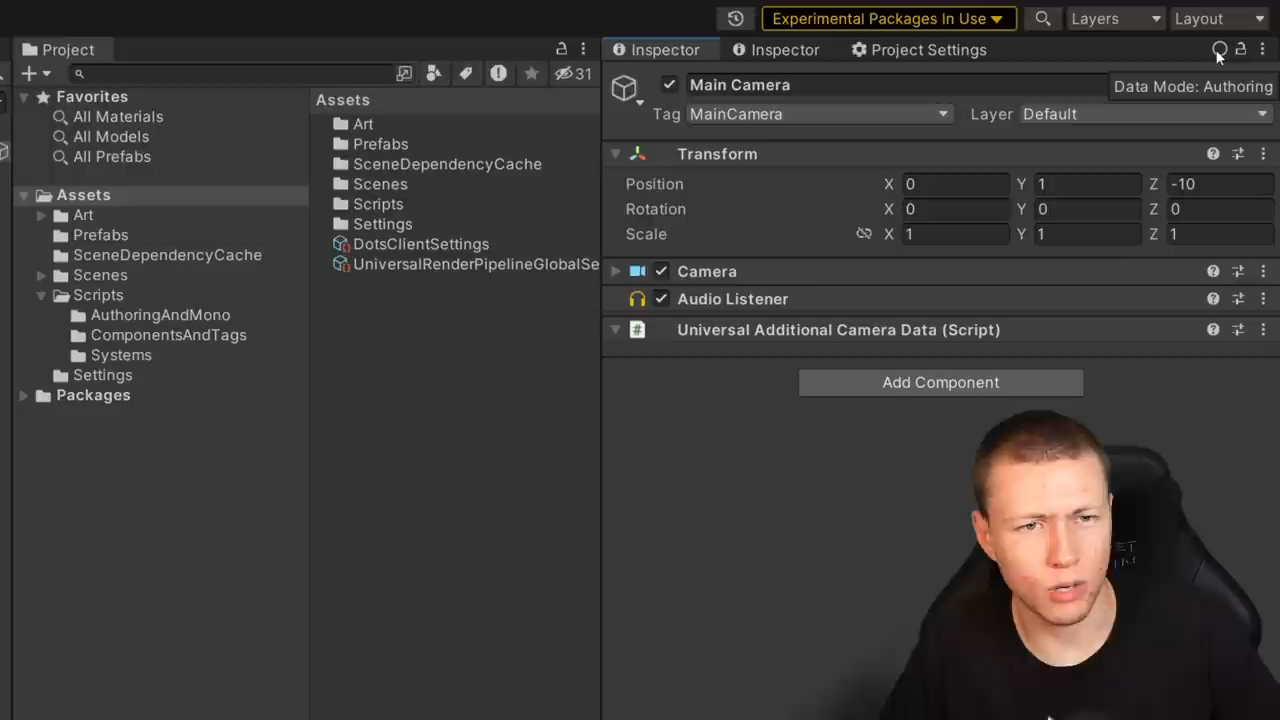 Experimental Packages In Use
Layers
Layout
Project
Inspector
Inspector
Project Settings
31
Favorites
All Materials
All Models
All Prefabs
Assets
Art
Prefabs
SceneDependencyCache
Scenes
Scripts
AuthoringAndMono
ComponentsAndTags
Systems
Settings
Packages
Assets
Art
Prefabs
SceneDependencyCache
Scenes
Scripts
Settings
DotsClientSettings
UniversalRenderPipelineGlobalSe
Main Camera
Data Mode: Authoring
Tag MainCamera Layer Default
Transform
Position X 0 Y 1 Z -10
Rotation X 0 Y 0 Z 0
Scale X 1 Y 1 Z 1
Camera
Audio Listener
# Universal Additional Camera Data (Script)
Add Component